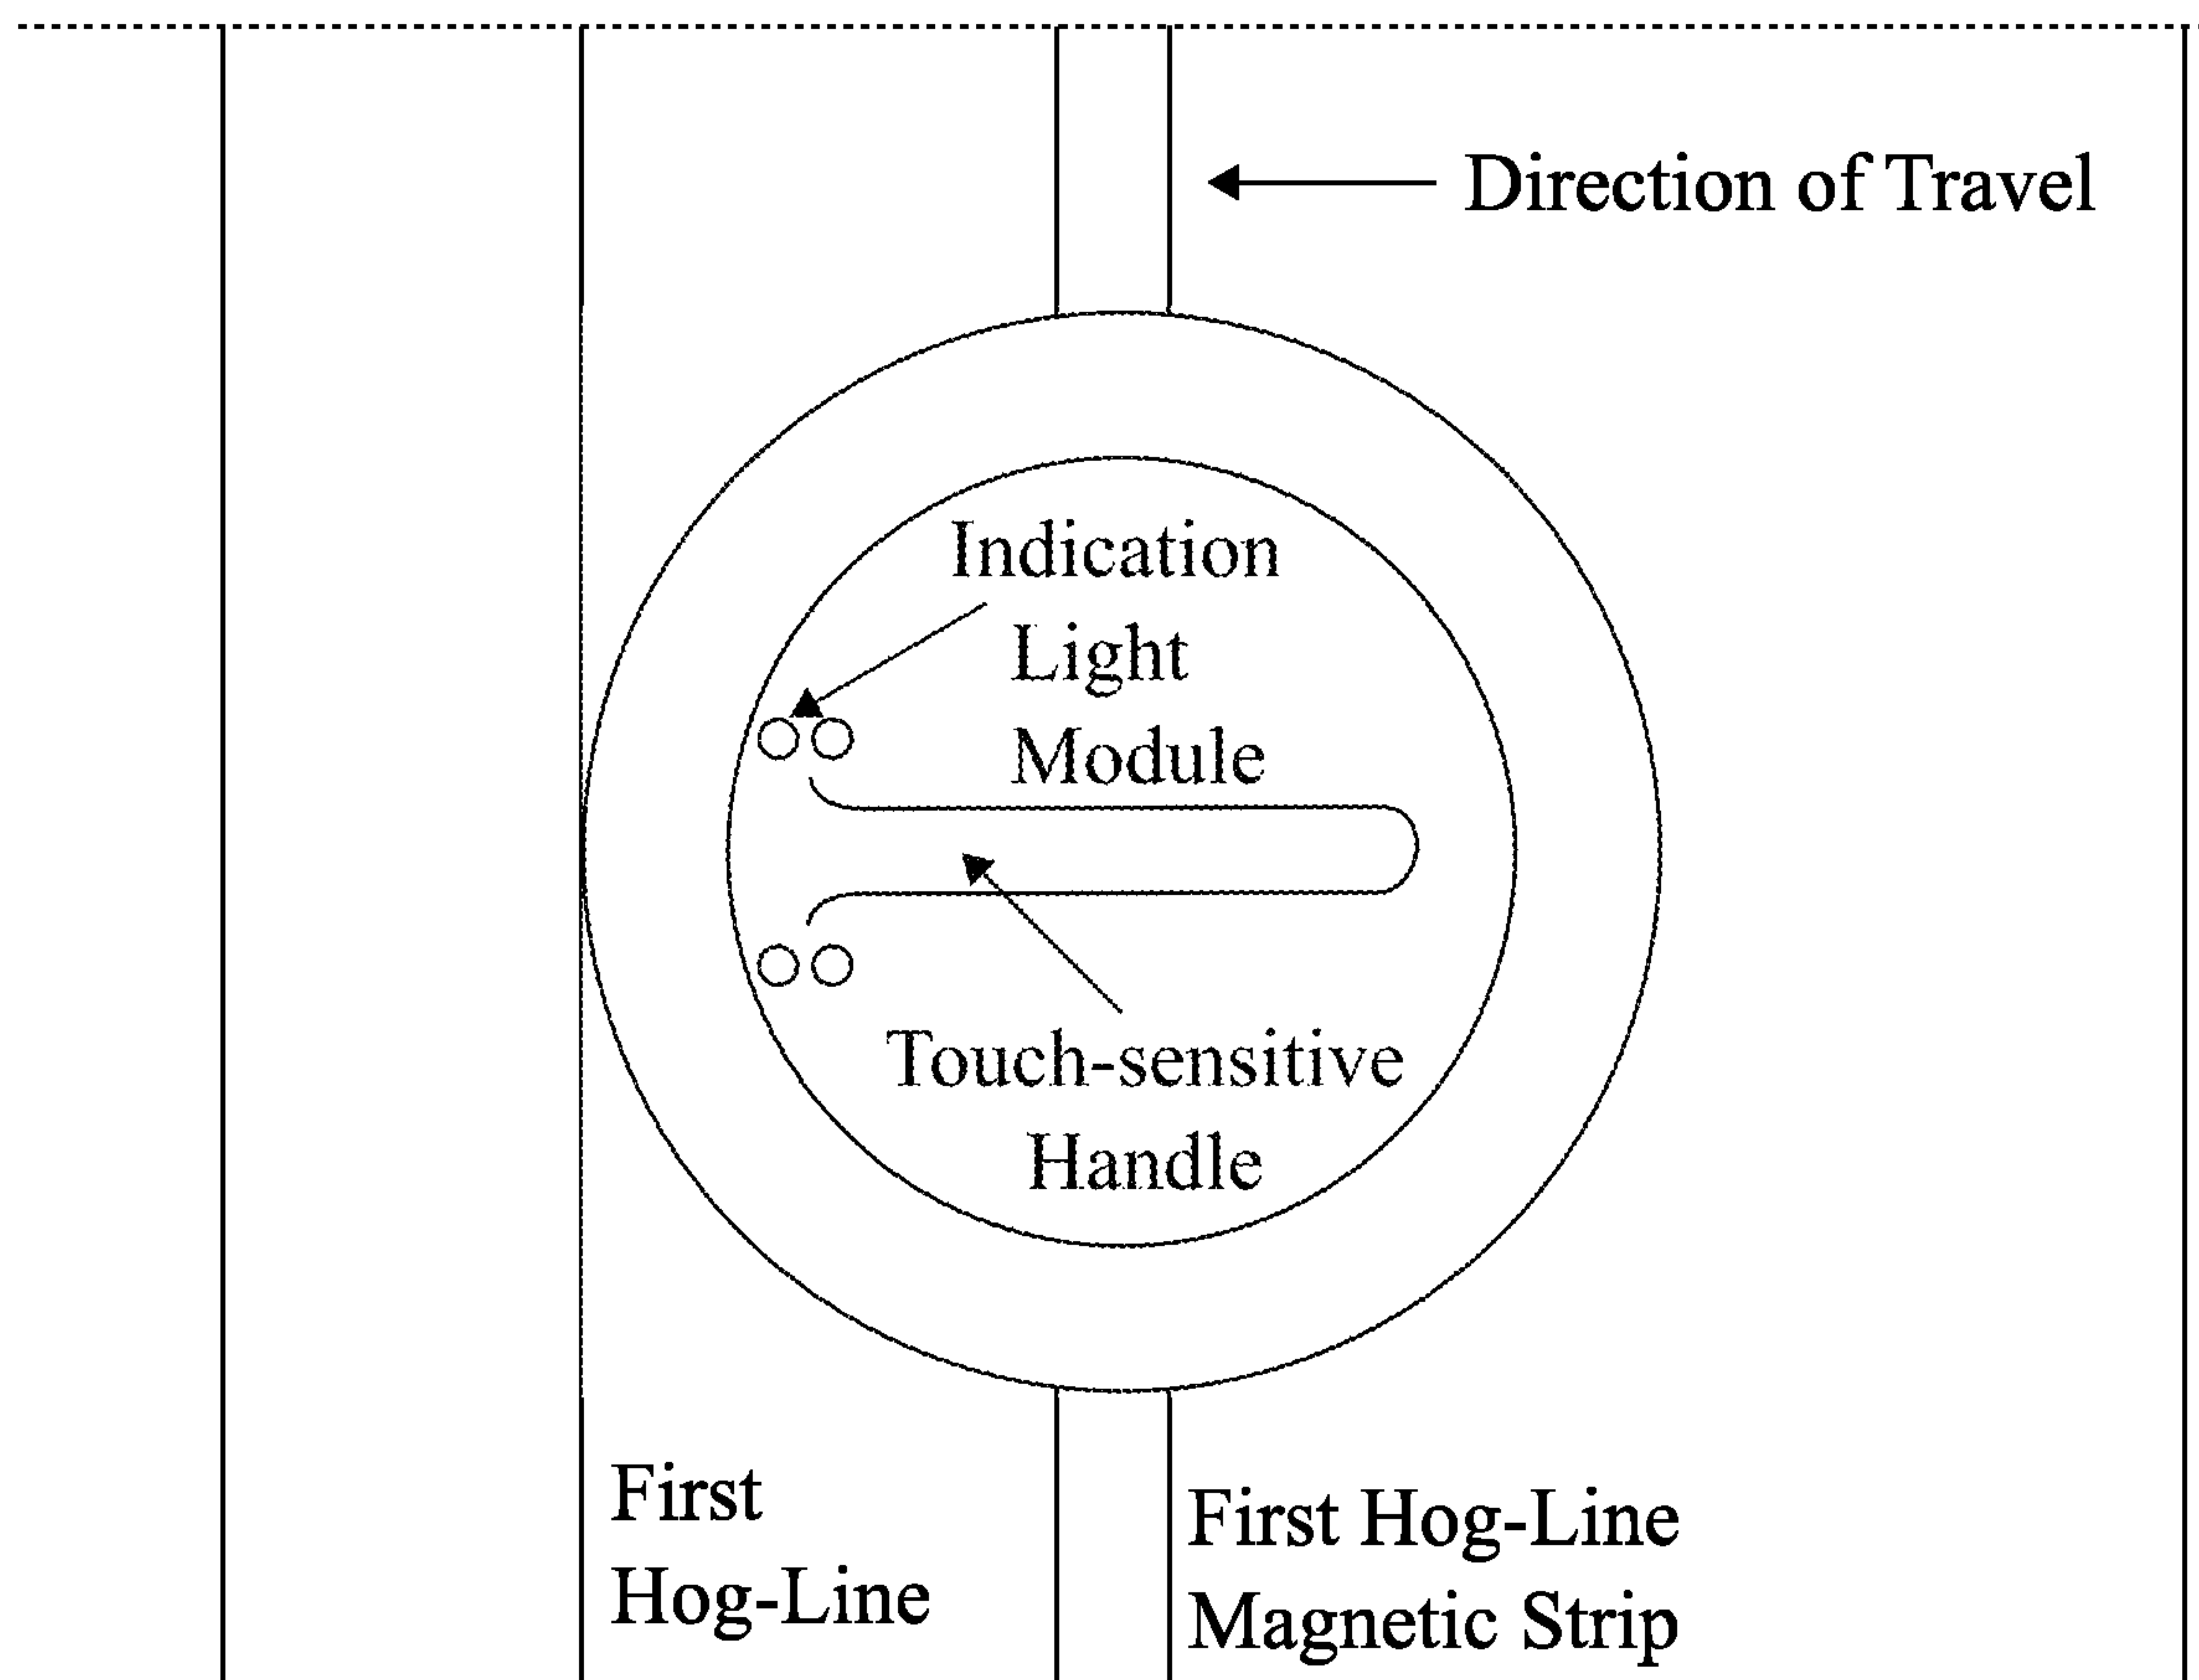 Direction of Travel
Indication
Light
Module
Touch-sensitive
Handle
First
Hog-Line
First Hog-Line
Magnetic Strip